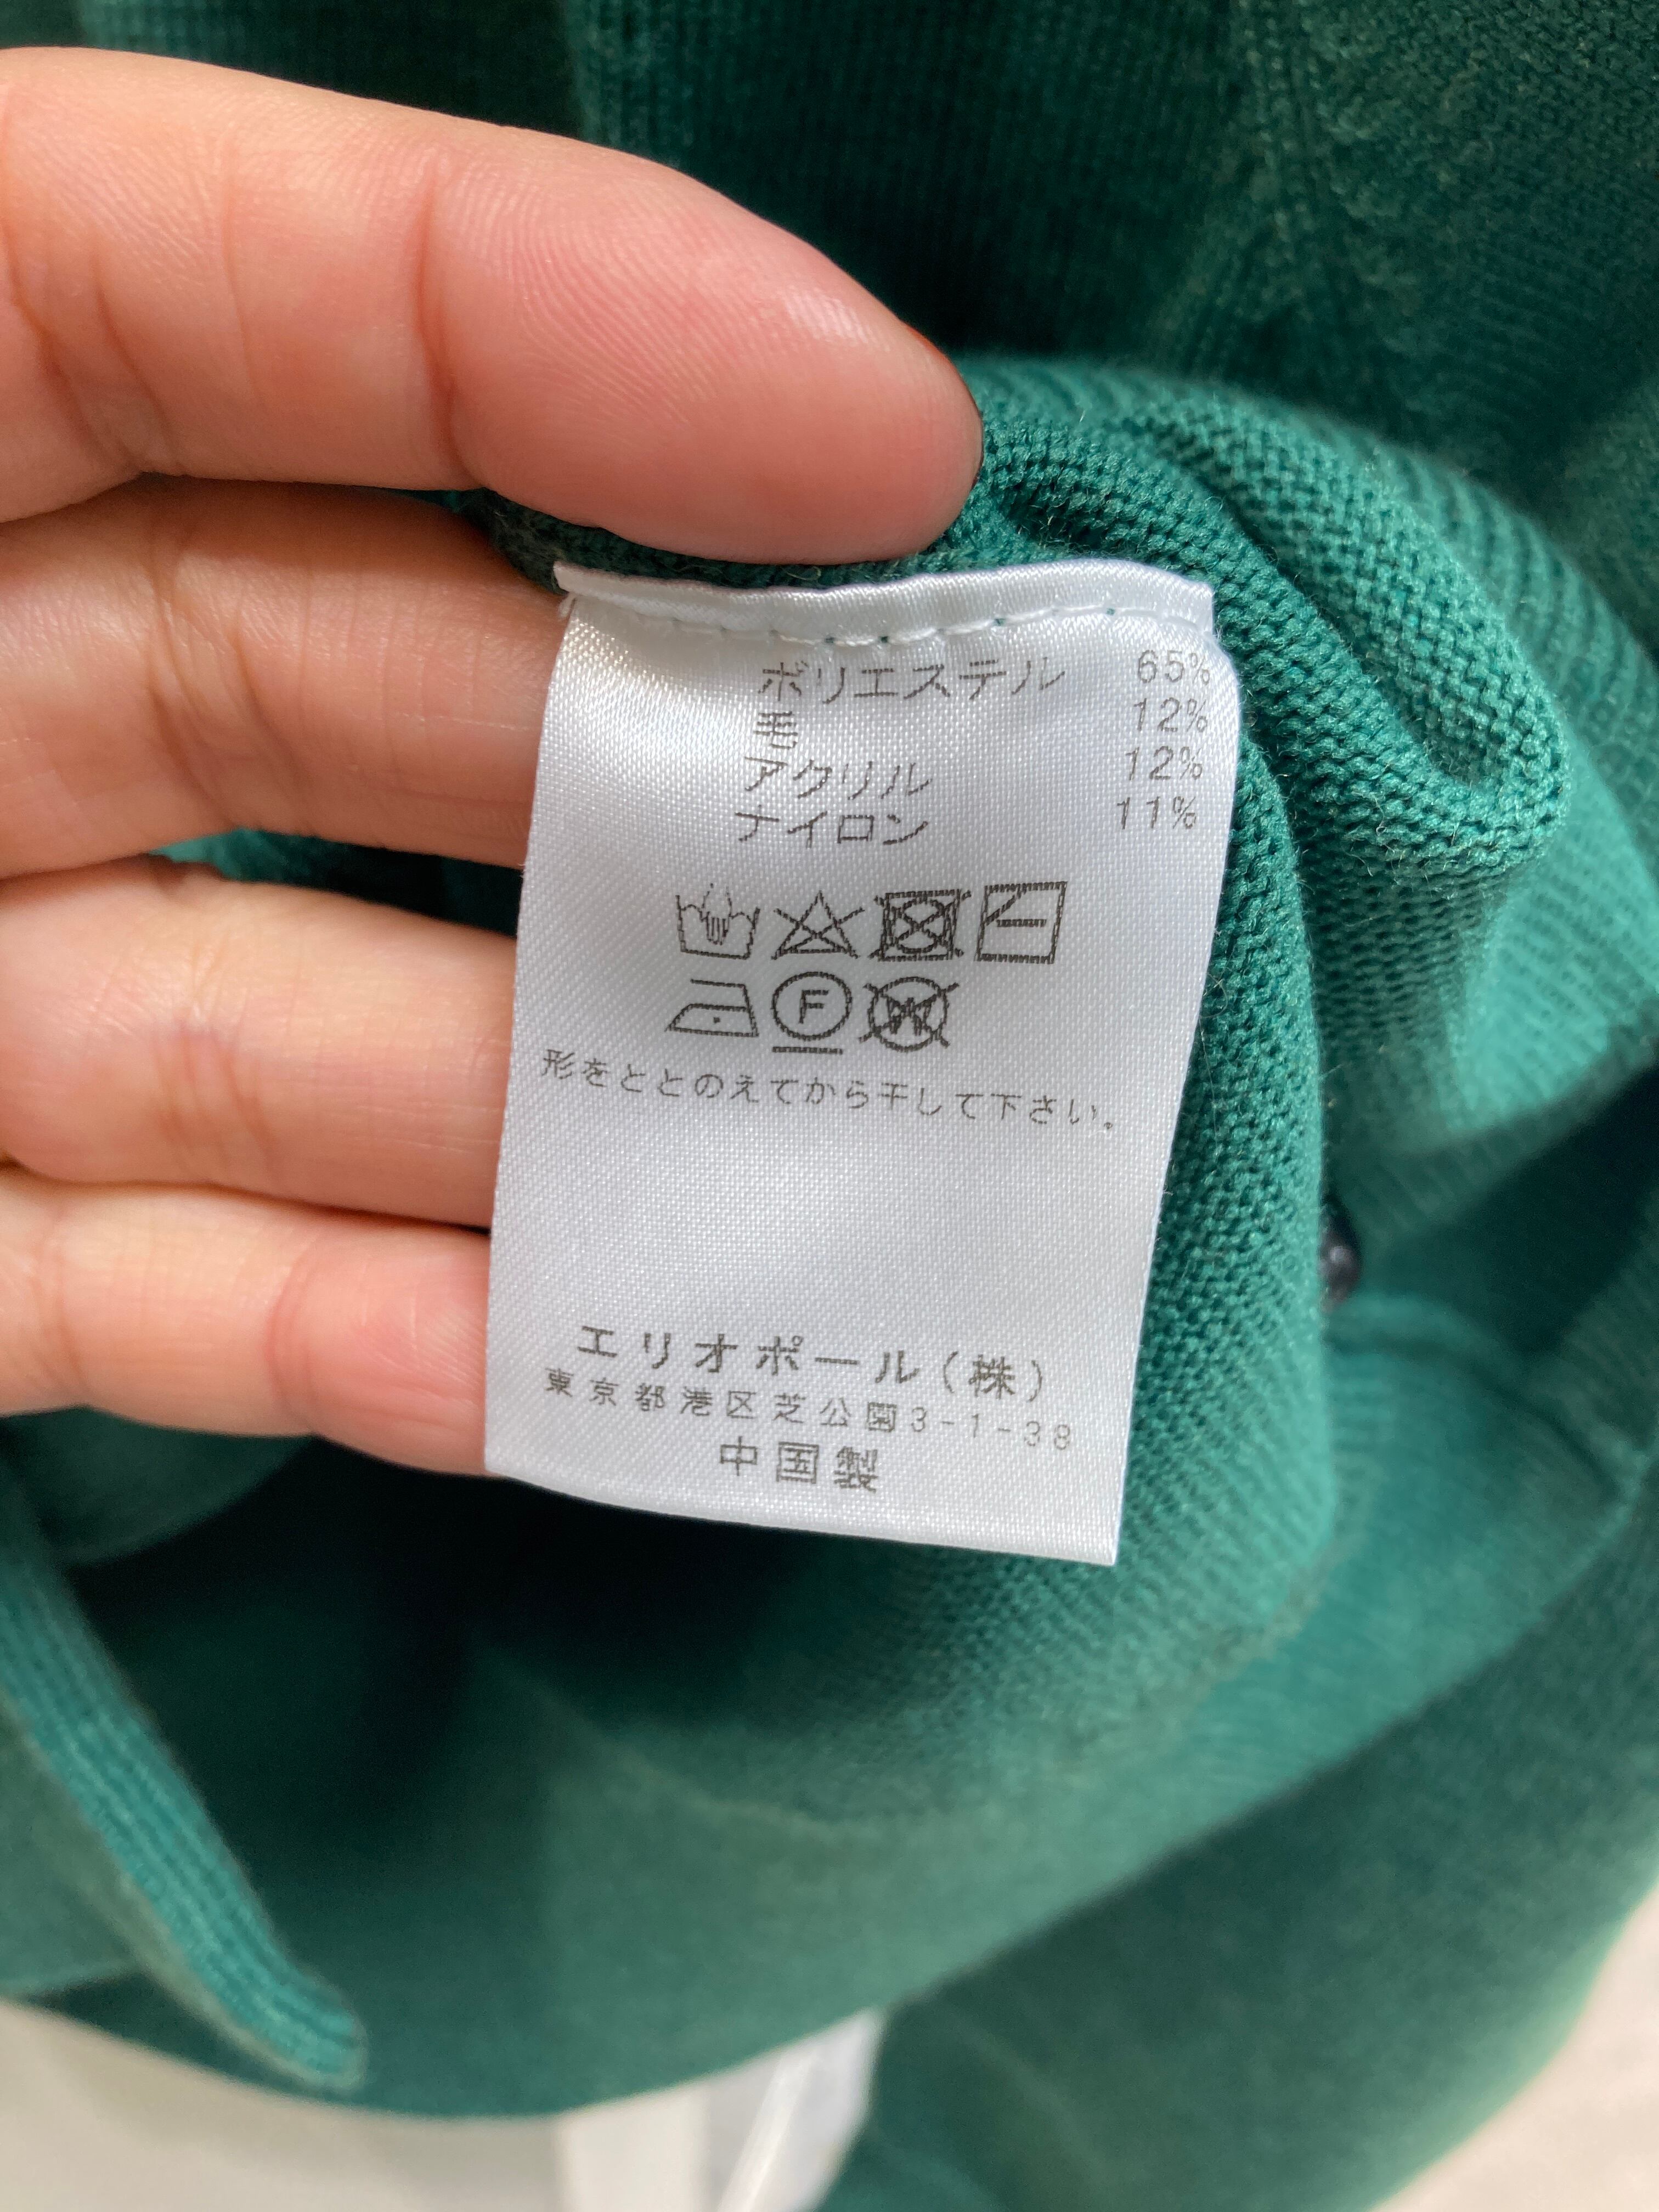 ポリエステル 65%
毛 12%
アクリル 12%
ナイロン 11%
F W
形をととのえてから干して下さい。
エリオポール(株)
東京都港区芝公園3-1-38
中国製